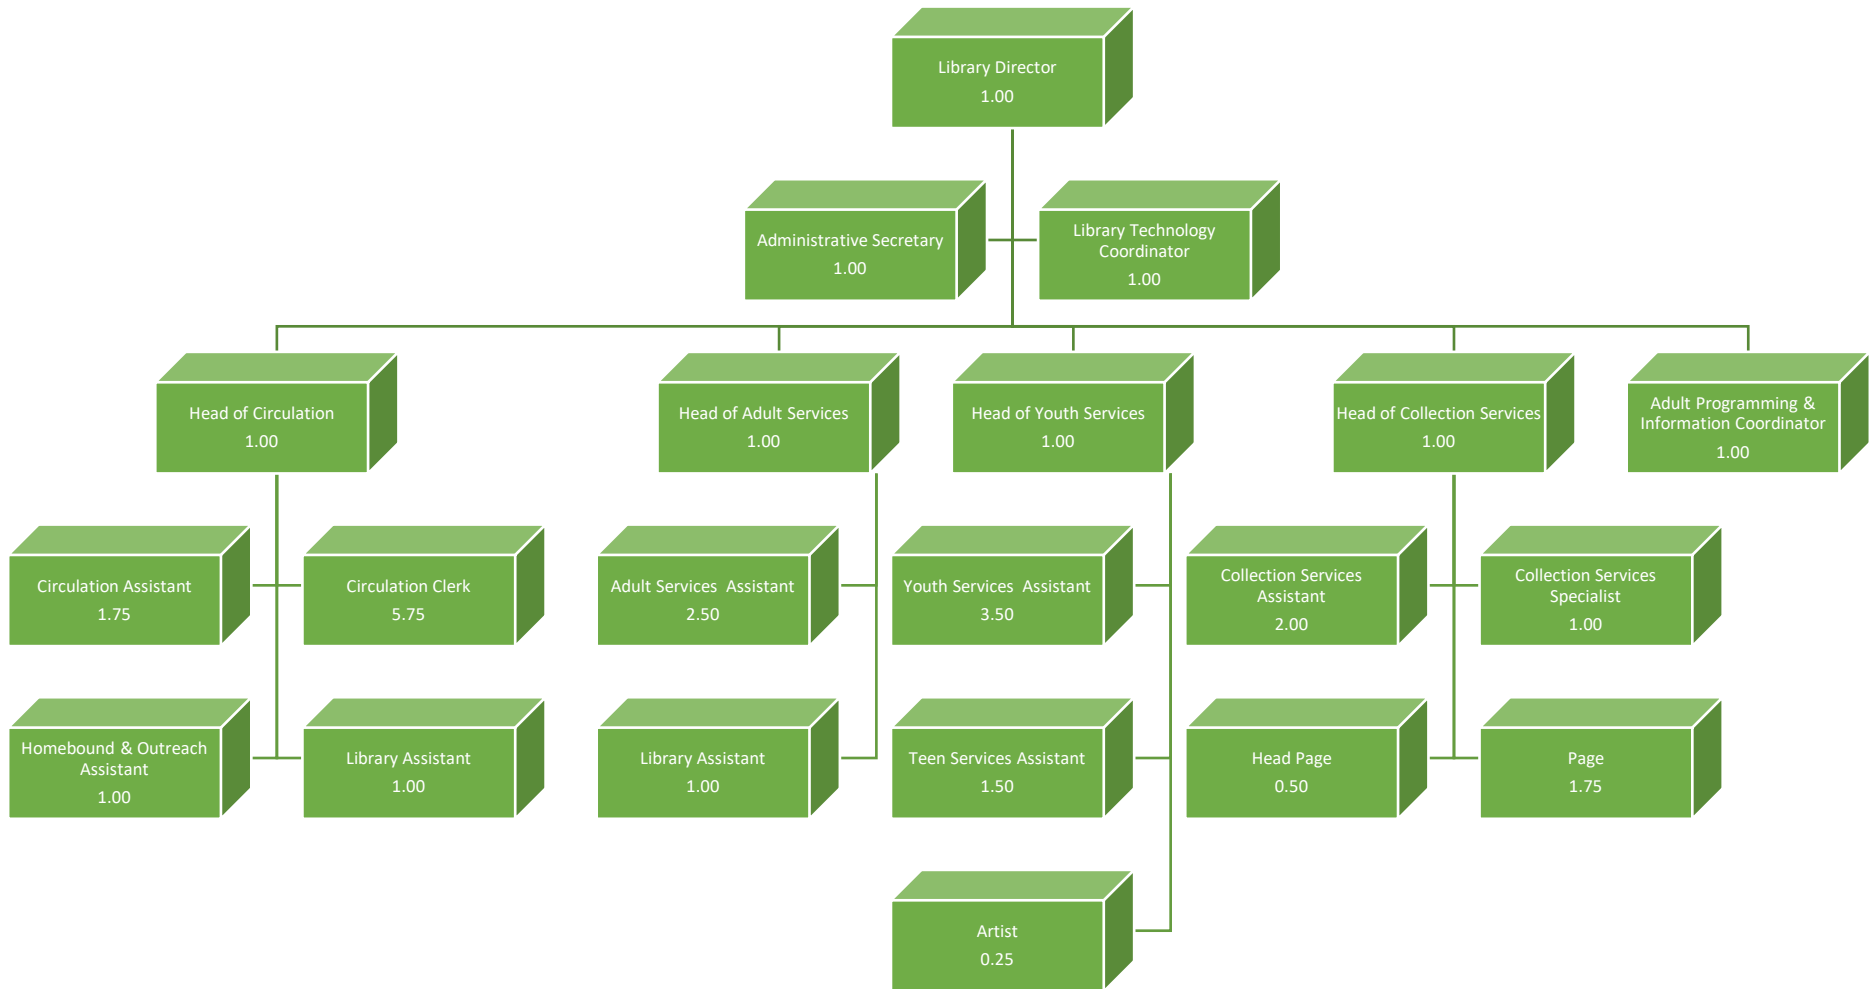 Library Director
1.00
Administrative Secretary
1.00
Library Technology
Coordinator
1.00
Head of Circulation
1.00
Head of Adult Services
1.00
Head of Youth Services
1.00
Head of Collection Services
1.00
Adult Programming &
Information Coordinator
1.00
Circulation Assistant
1.75
Circulation Clerk
5.75
Adult Services Assistant
2.50
Youth Services Assistant
3.50
Collection Services
Assistant
2.00
Collection Services
Specialist
1.00
Homebound & Outreach
Assistant
1.00
Library Assistant
1.00
Library Assistant
1.00
Teen Services Assistant
1.50
Head Page
0.50
Page
1.75
Artist
0.25